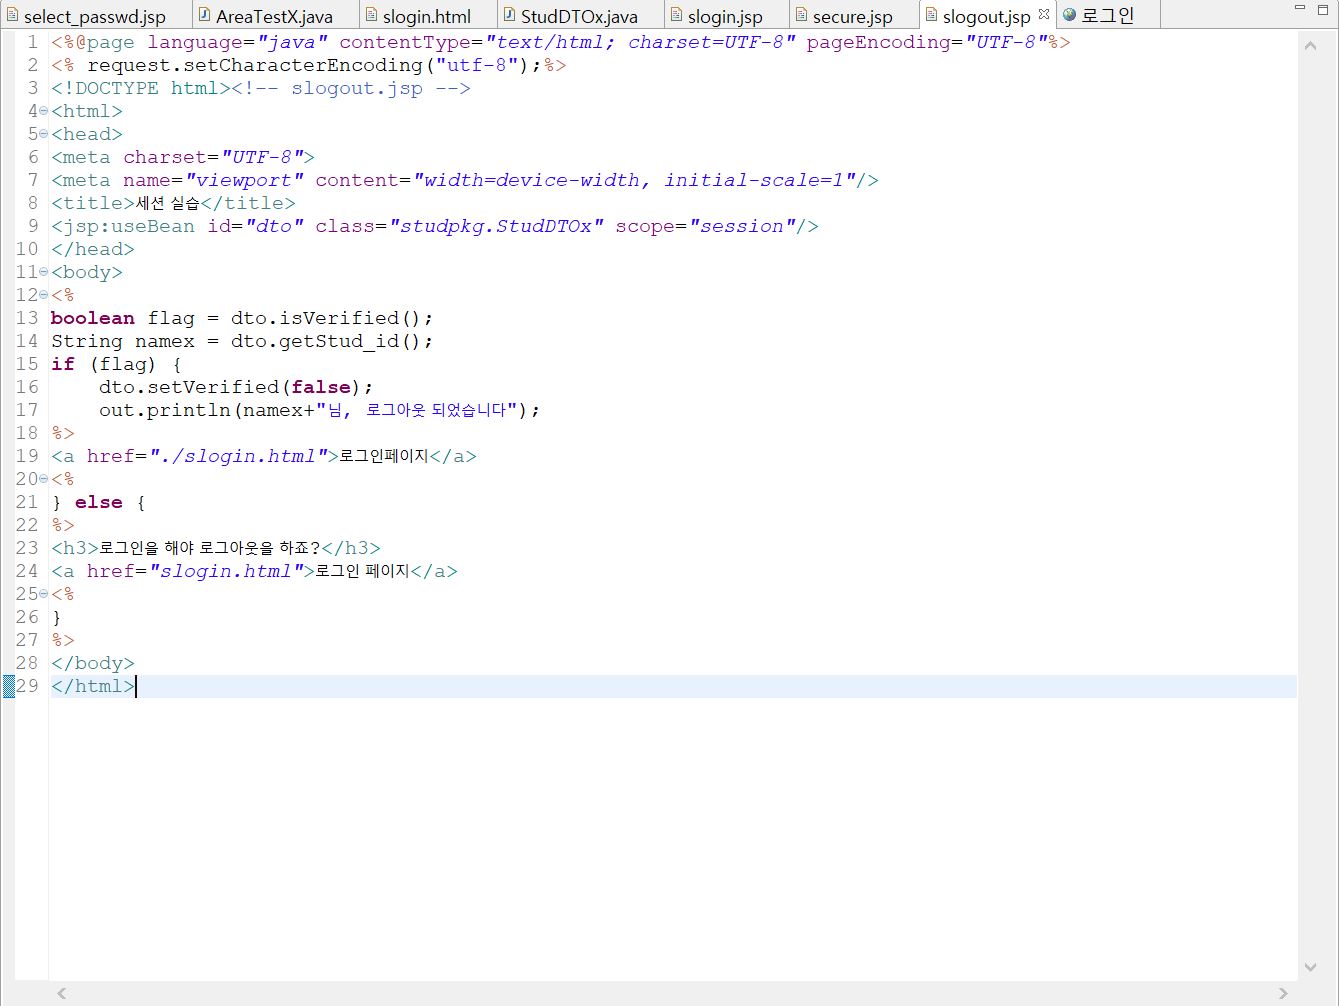 select_passwd.jsp AreaTestX.java slogin.html StudDTOx.java slogin.jsp secure.jsp slogout.jsp 로그인
1 <%@page language="java" contentType="text/html; charset=UTF-8" pageEncoding="UTF-8"%>
2 <% request.setCharacterEncoding("utf-8");%>
3 <!DOCTYPE html><!-- slogout.jsp -->
4 <html>
5 <head>
6 <meta charset="UTF-8">
7 <meta name="viewport" content="width=device-width, initial-scale=1"/>
8 <title>세션 실습</title>
9 <jsp:useBean id="dto" class="studpkg.StudDTOx" scope="session"/>
10 </head>
11 <body>
12 <%
13 boolean flag = dto.isVerified();
14 String namex = dto.getStud_id();
15 if (flag) {
16     dto.setVerified(false);
17     out.println(namex+"님, 로그아웃 되었습니다");
18 %>
19 <a href="./slogin.html">로그인페이지</a>
20 <%
21 } else {
22 %>
23 <h3>로그인을 해야 로그아웃을 하죠?</h3>
24 <a href="slogin.html">로그인 페이지</a>
25 <%
26 }
27 %>
28 </body>
29 </html>